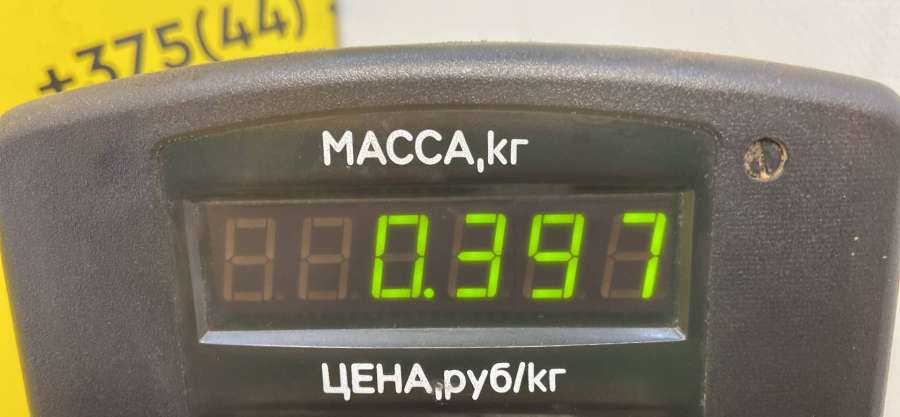 +375(44)
МАССА,кг
0.397
ЦЕНА,руб/кг